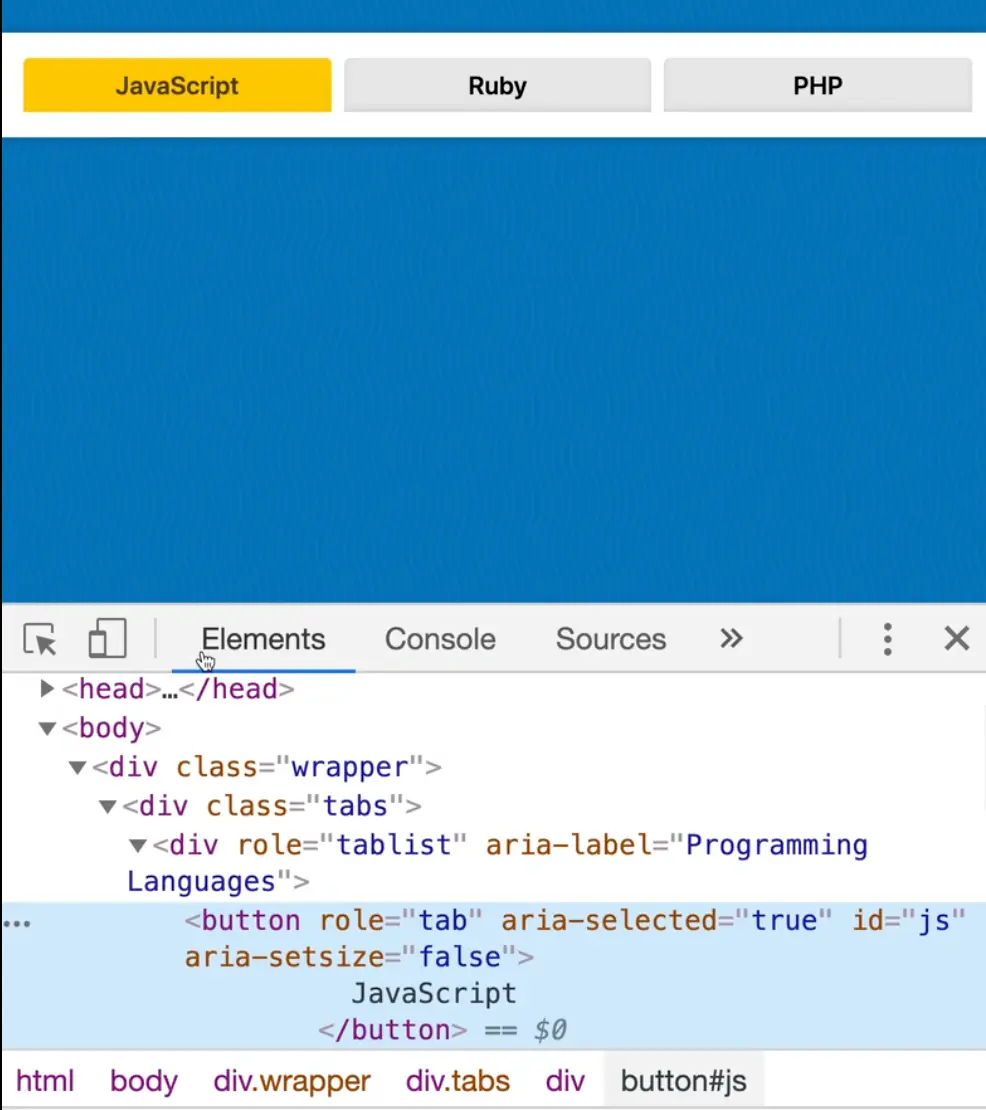 JavaScript Ruby PHP
Elements Console Sources »
<head>…</head>
<body>
<div class="wrapper">
<div class="tabs">
<div role="tablist" aria-label="Programming
Languages">
<button role="tab" aria-selected="true" id="js"
aria-setsize="false">
JavaScript
</button> == $0
html body div.wrapper div.tabs div button#js